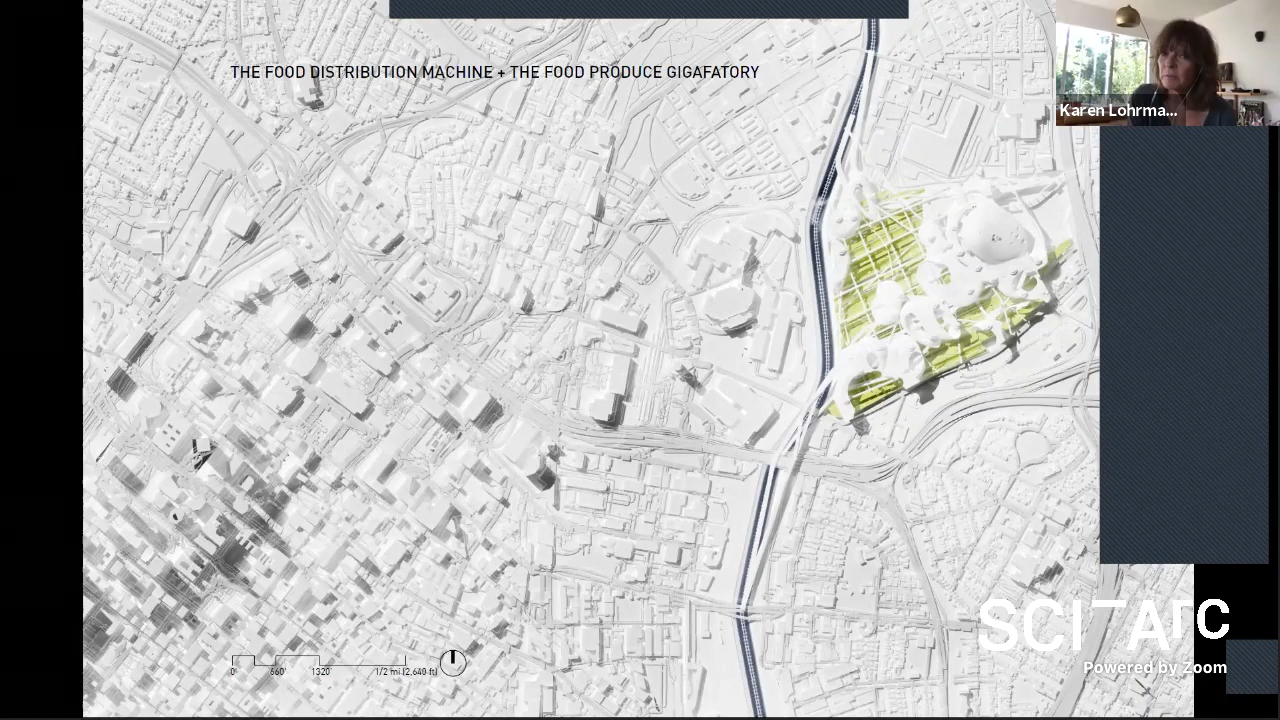 THE FOOD DISTRIBUTION MACHINE + THE FOOD PRODUCE GIGAFATORY
Karen Lohrma...
0' 660' 1320 1/2 mi (2,640 ft)
SCI Arc
Powered by Zoom